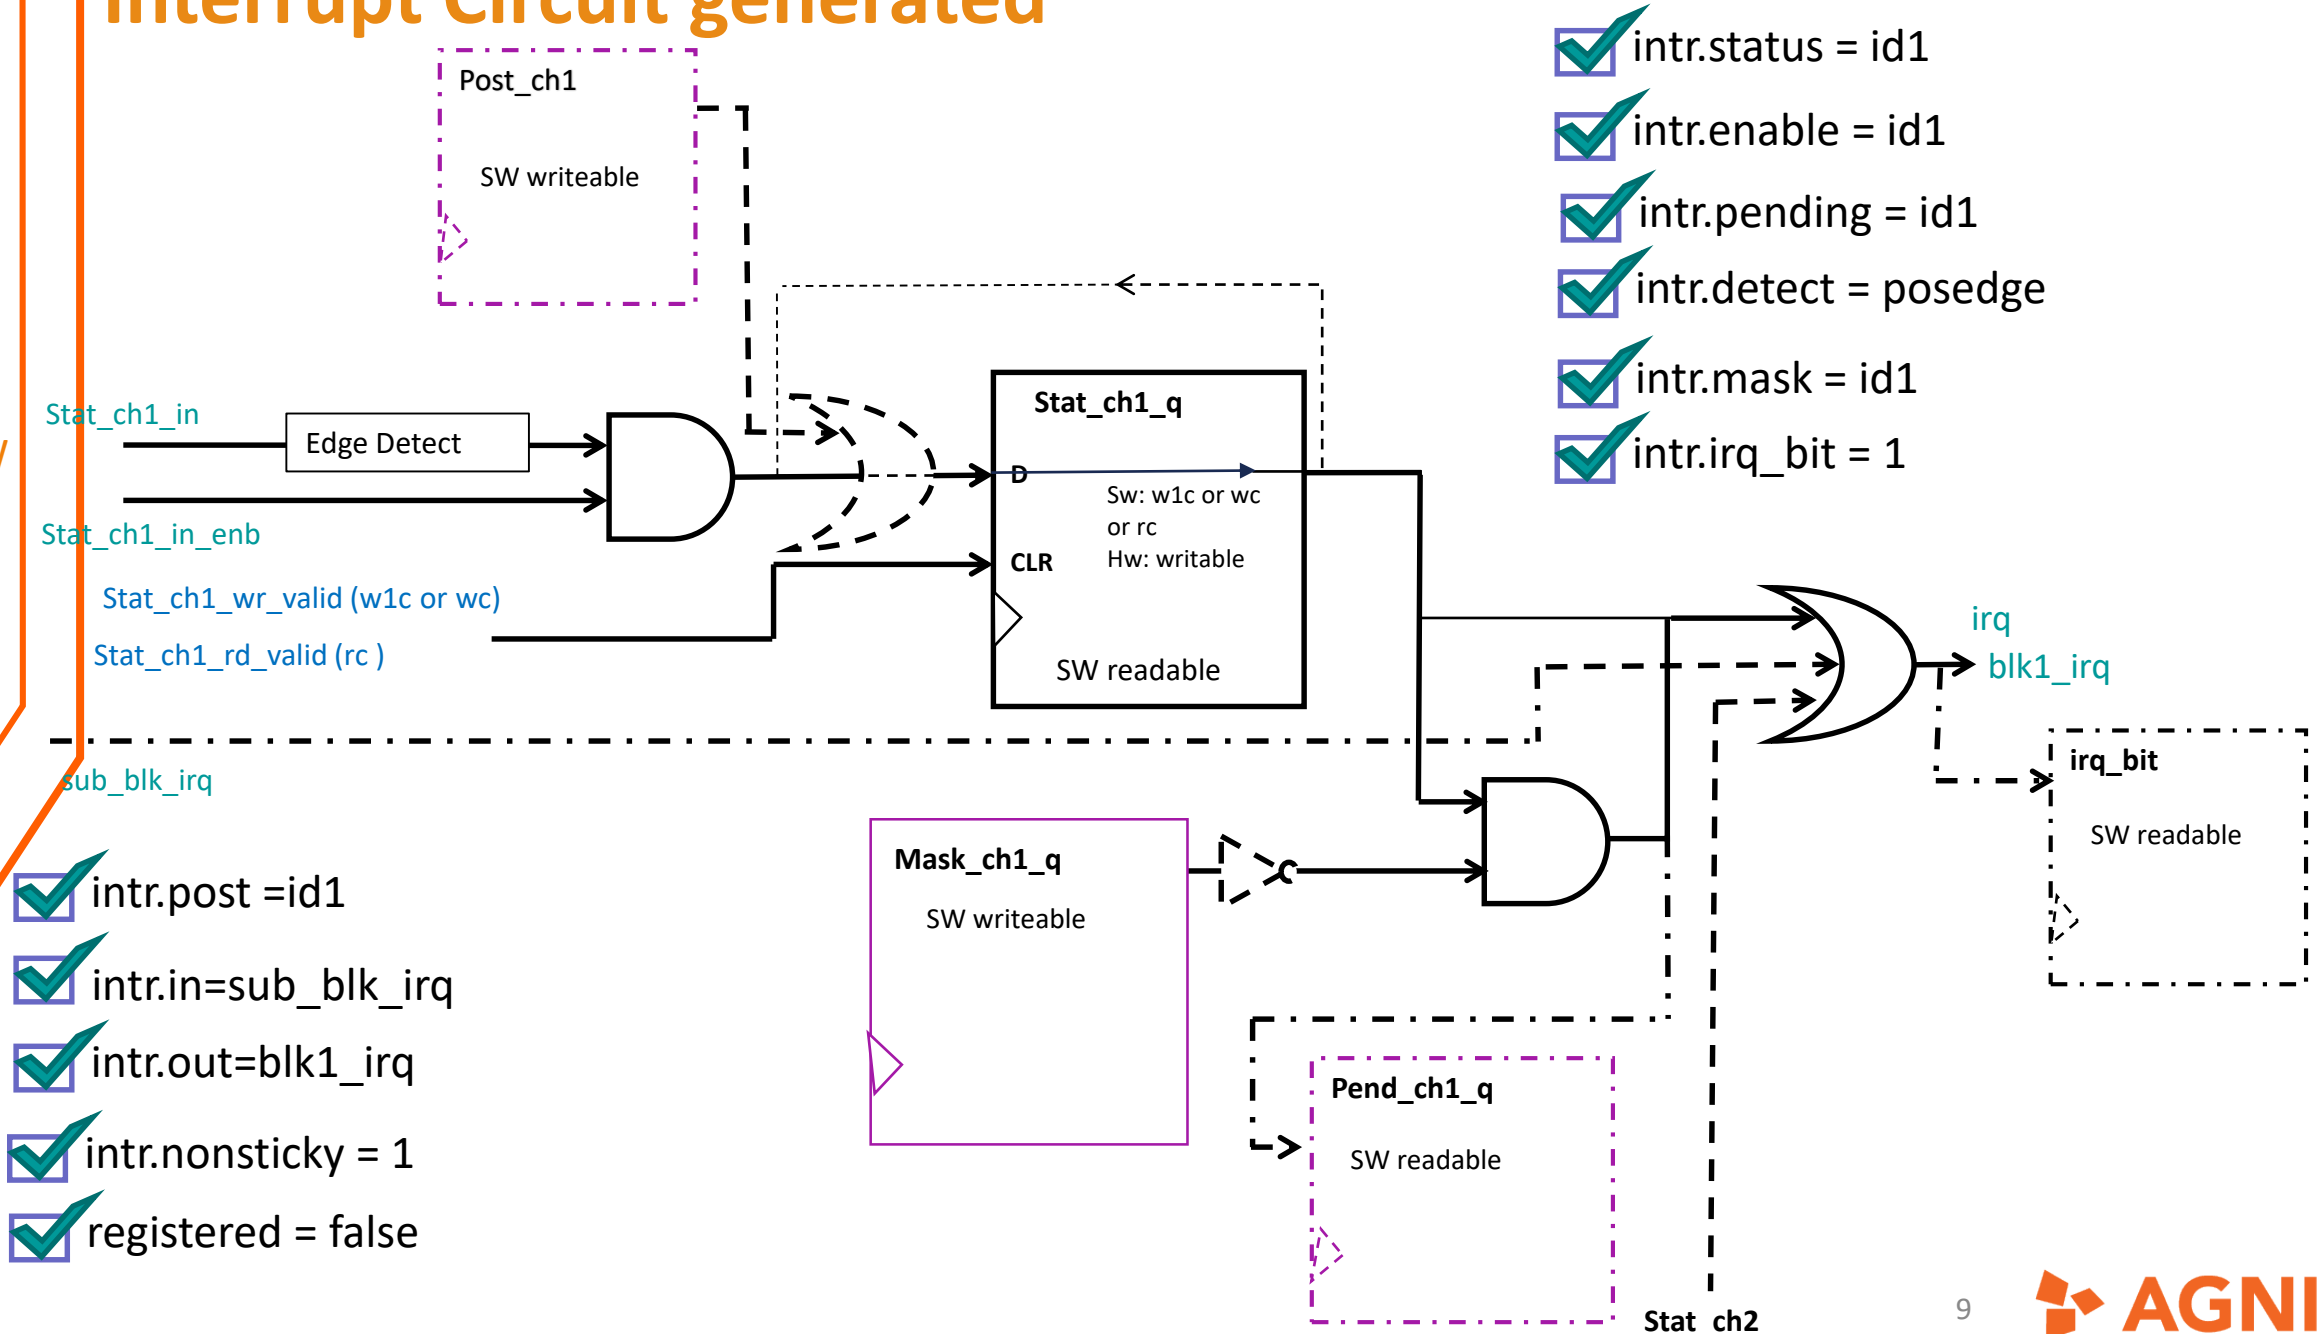 Interrupt Circuit generated
Post_ch1
SW writeable
intr.status = id1
intr.enable = id1
intr.pending = id1
intr.detect = posedge
intr.mask = id1
intr.irq_bit = 1
Stat_ch1_in
Edge Detect
Stat_ch1_in_enb
Stat_ch1_wr_valid (w1c or wc)
Stat_ch1_rd_valid (rc )
Stat_ch1_q
D
Sw: w1c or wc
or rc
Hw: writable
CLR
SW readable
irq
blk1_irq
sub_blk_irq
irq_bit
SW readable
Mask_ch1_q
SW writeable
Pend_ch1_q
SW readable
intr.post =id1
intr.in=sub_blk_irq
intr.out=blk1_irq
intr.nonsticky = 1
registered = false
Stat_ch2
9
AGNI